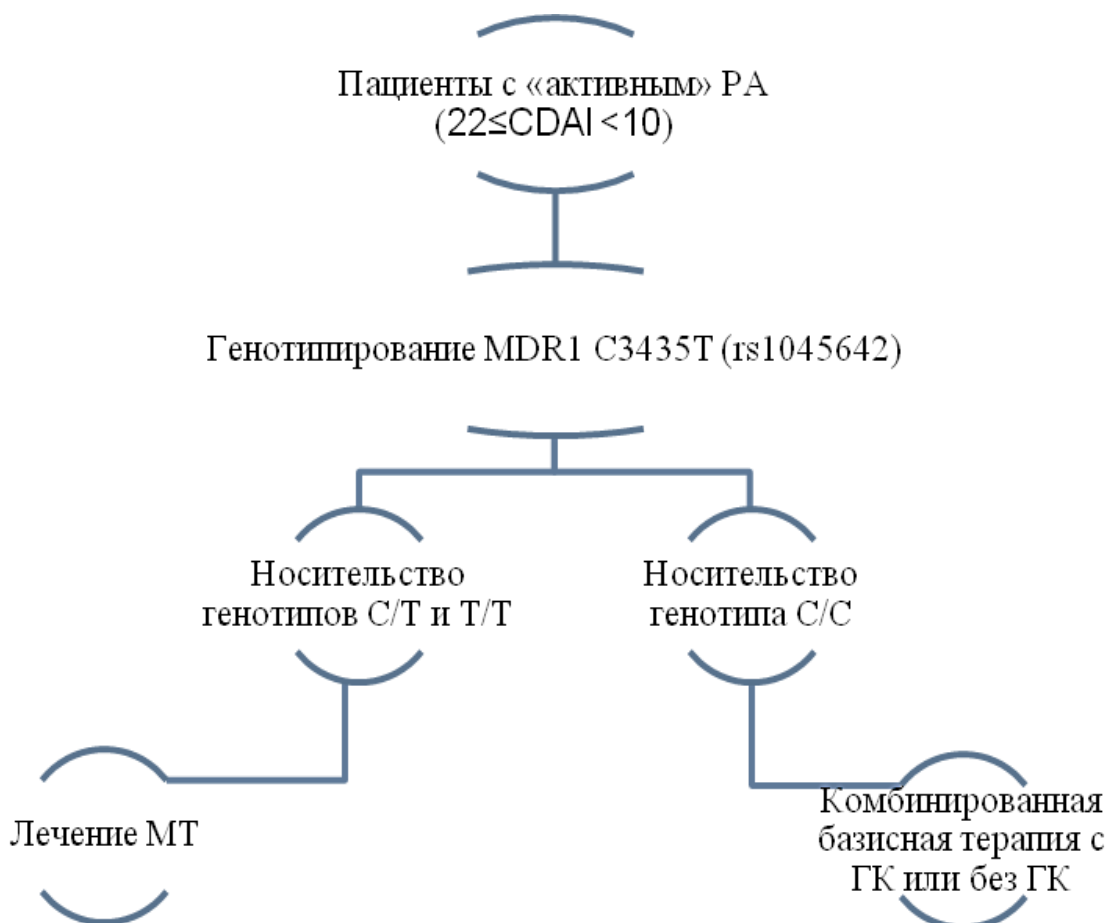 Пациенты с «активным» РА
(22≤CDAI <10)
Генотипирование MDR1 C3435T (rs1045642)
Носительство
генотипов С/Т и Т/Т
Носительство
генотипа С/С
Лечение МТ
Комбинированная
базисная терапия с
ГК или без ГК